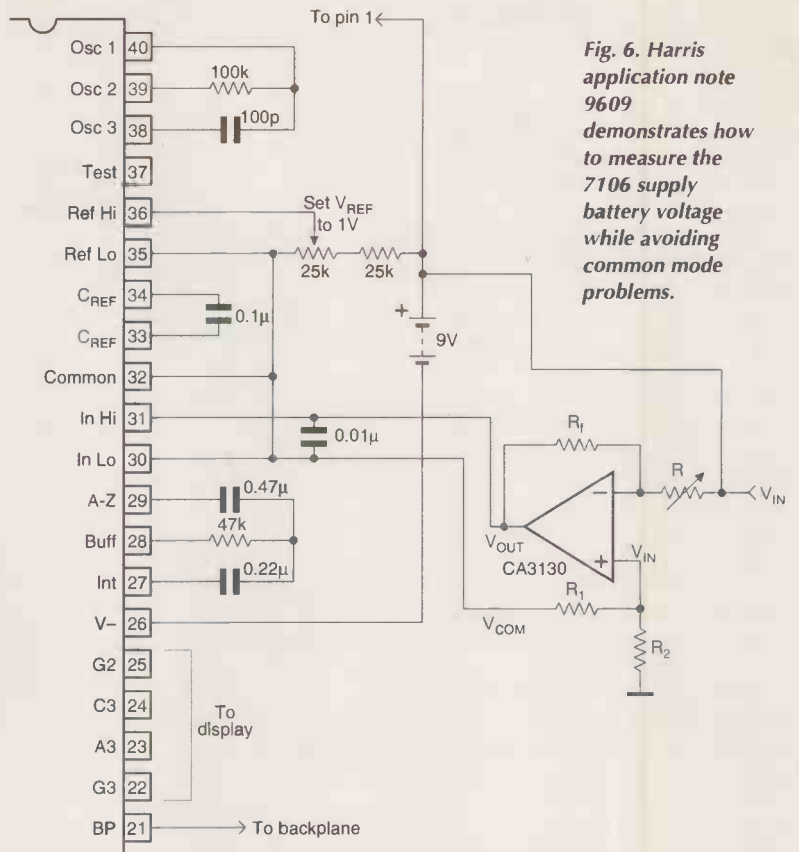 To pin 1
Osc 1 40
Osc 2 39
100k
Osc 3 38
100p
Test 37
Ref Hi 36
Set VREF
to 1V
Ref Lo 35
25k 25k
CREF 34
0.1µ
CREF 33
+
9V
Common 32
In Hi 31
0.01µ
In Lo 30
A-Z 29
0.47µ
Buff 28
47k
Int 27
0.22µ
V– 26
G2 25
C3 24
A3 23
G3 22
To
display
BP 21
To backplane
Rf
R
VIN
–
+
VIN
VOUT
CA3130
R1
VCOM
R2
Fig. 6. Harris
application note
9609
demonstrates how
to measure the
7106 supply
battery voltage
while avoiding
common mode
problems.